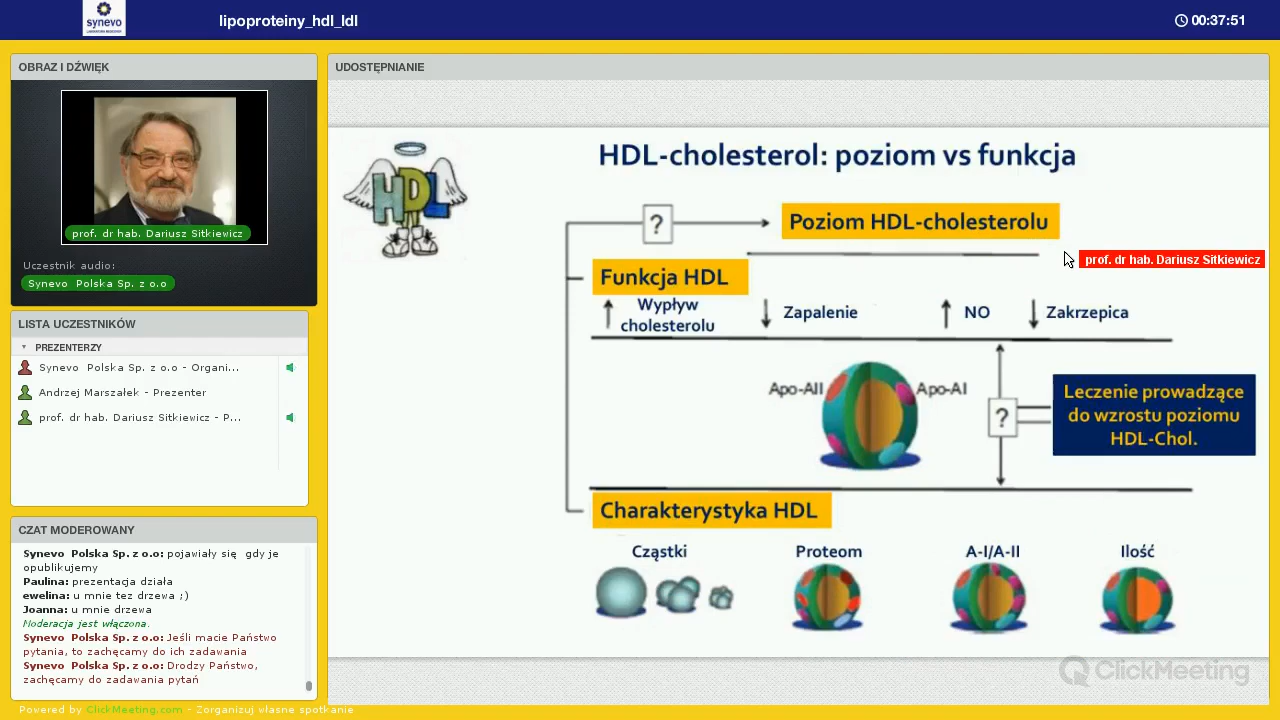 synevo
lipoproteiny_hdl_ldl
00:37:51
OBRAZ I DŹWIĘK
prof. dr hab. Dariusz Sitkiewicz
Uczestnik audio:
Synevo Polska Sp. z o.o
LISTA UCZESTNIKÓW
PREZENTERZY
Synevo Polska Sp. z o.o - Organi...
Andrzej Marszałek - Prezenter
prof. dr hab. Dariusz Sitkiewicz - P...
CZAT MODEROWANY
Synevo Polska Sp. z o.o: pojawiały się gdy je
opublikujemy
Paulina: prezentacja działa
ewelina: u mnie tez drzewa ;)
Joanna: u mnie drzewa
Moderacja jest włączona.
Synevo Polska Sp. z o.o: Jeśli macie Państwo
pytania, to zachęcamy do ich zadawania
Synevo Polska Sp. z o.o: Drodzy Państwo,
zachęcamy do zadawania pytań
Powered by ClickMeeting.com - Zorganizuj własne spotkanie
UDOSTĘPNIANIE
HDL
HDL-cholesterol: poziom vs funkcja
?
Poziom HDL-cholesterolu
prof. dr hab. Dariusz Sitkiewicz
Funkcja HDL
Wypływ
cholesterolu
Zapalenie
NO
Zakrzepica
Apo-AII
Apo-AI
?
Leczenie prowadzące
do wzrostu poziomu
HDL-Chol.
Charakterystyka HDL
Cząstki
Proteom
A-I/A-II
Ilość
ClickMeeting